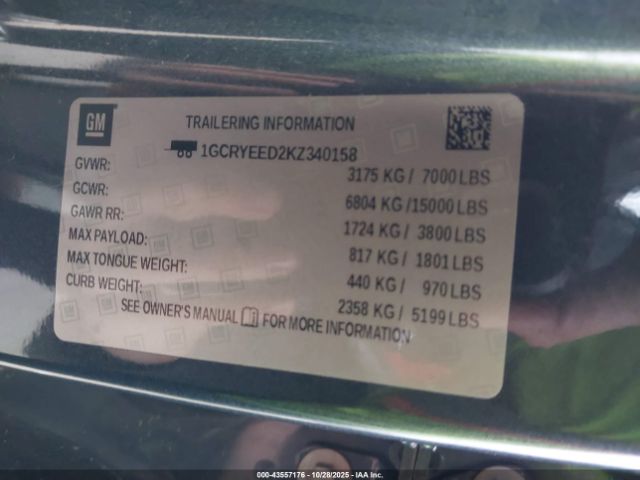 GM
TRAILERING INFORMATION
1GCRYEED2KZ340158
GVWR: 3175 KG / 7000 LBS
GCWR: 6804 KG /15000 LBS
GAWR RR: 1724 KG / 3800 LBS
MAX PAYLOAD: 817 KG / 1801 LBS
MAX TONGUE WEIGHT: 440 KG / 970 LBS
CURB WEIGHT: 2358 KG / 5199 LBS
SEE OWNER'S MANUAL FOR MORE INFORMATION
000-43557176 | 10/28/2025 | IAA Vehicles